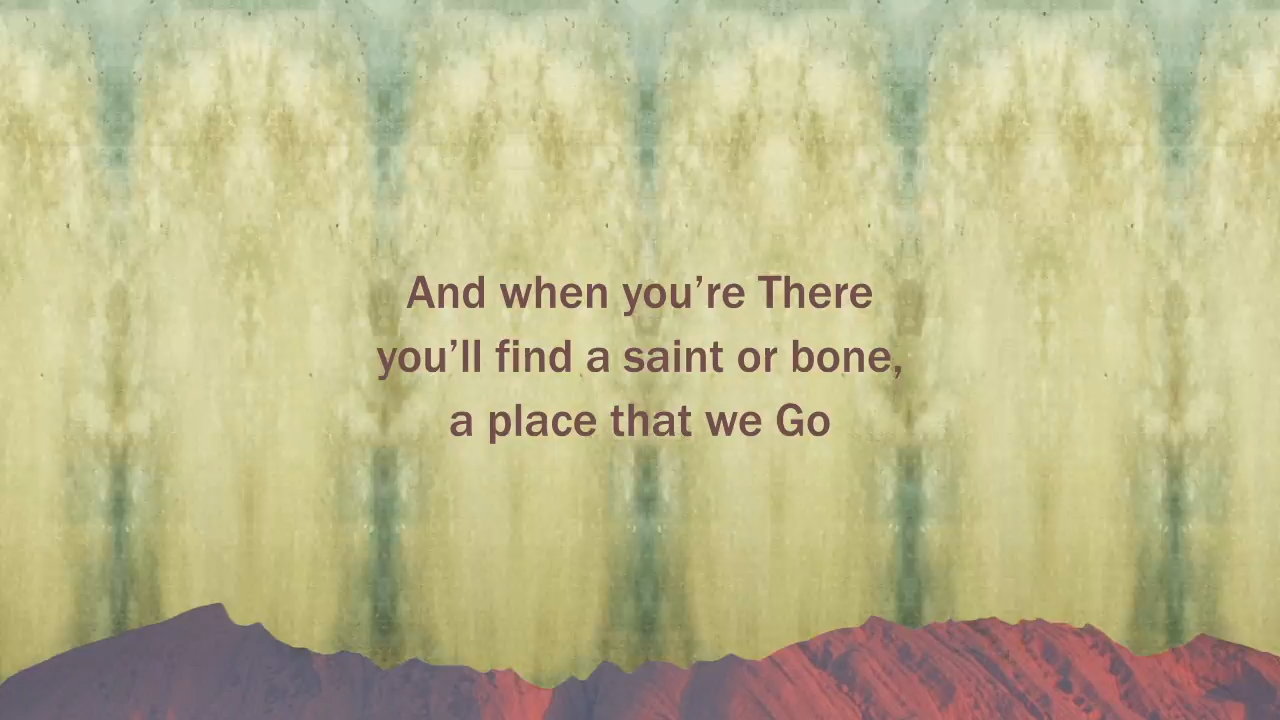 And when you’re There
you’ll find a saint or bone,
a place that we Go